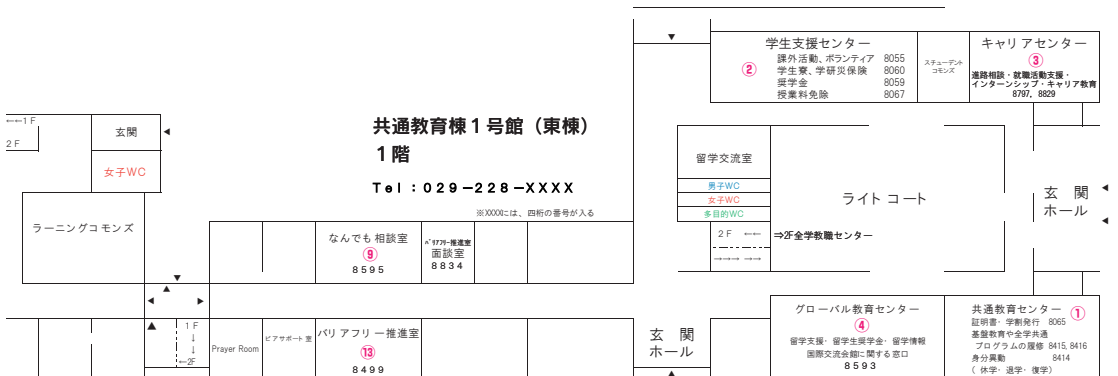 学生支援センター
②
課外活動、ボランティア 8055
学生寮、学研災保険 8060
奨学金 8059
授業料免除 8067
スチューデント
コモンズ
キャリアセンター
③
進路相談・就職活動支援・
インターンシップ・キャリア教育
8797, 8829
←←1F
2F
玄関
女子WC
ラーニングコモンズ
共通教育棟1号館（東棟）
1階
Tel：029−228−XXXX
※XXXXには、四桁の番号が入る
留学交流室
男子WC
女子WC
多目的WC
2F ←←
⇒2F全学教職センター
→→→ →→
ライトコート
玄 関
ホール
なんでも相談室
⑨
8595
バリアフリー推進室
面談室
8834
1F
↓
↓
←2F
Prayer Room
ピアサポート室
バリアフリー推進室
⑬
8499
玄 関
ホール
グローバル教育センター
④
留学支援・留学生奨学金・留学情報
国際交流会館に関する窓口
8593
共通教育センター ①
証明書・学割発行 8065
基盤教育や全学共通
プログラムの履修 8415, 8416
身分異動 8414
（休学・退学・復学）